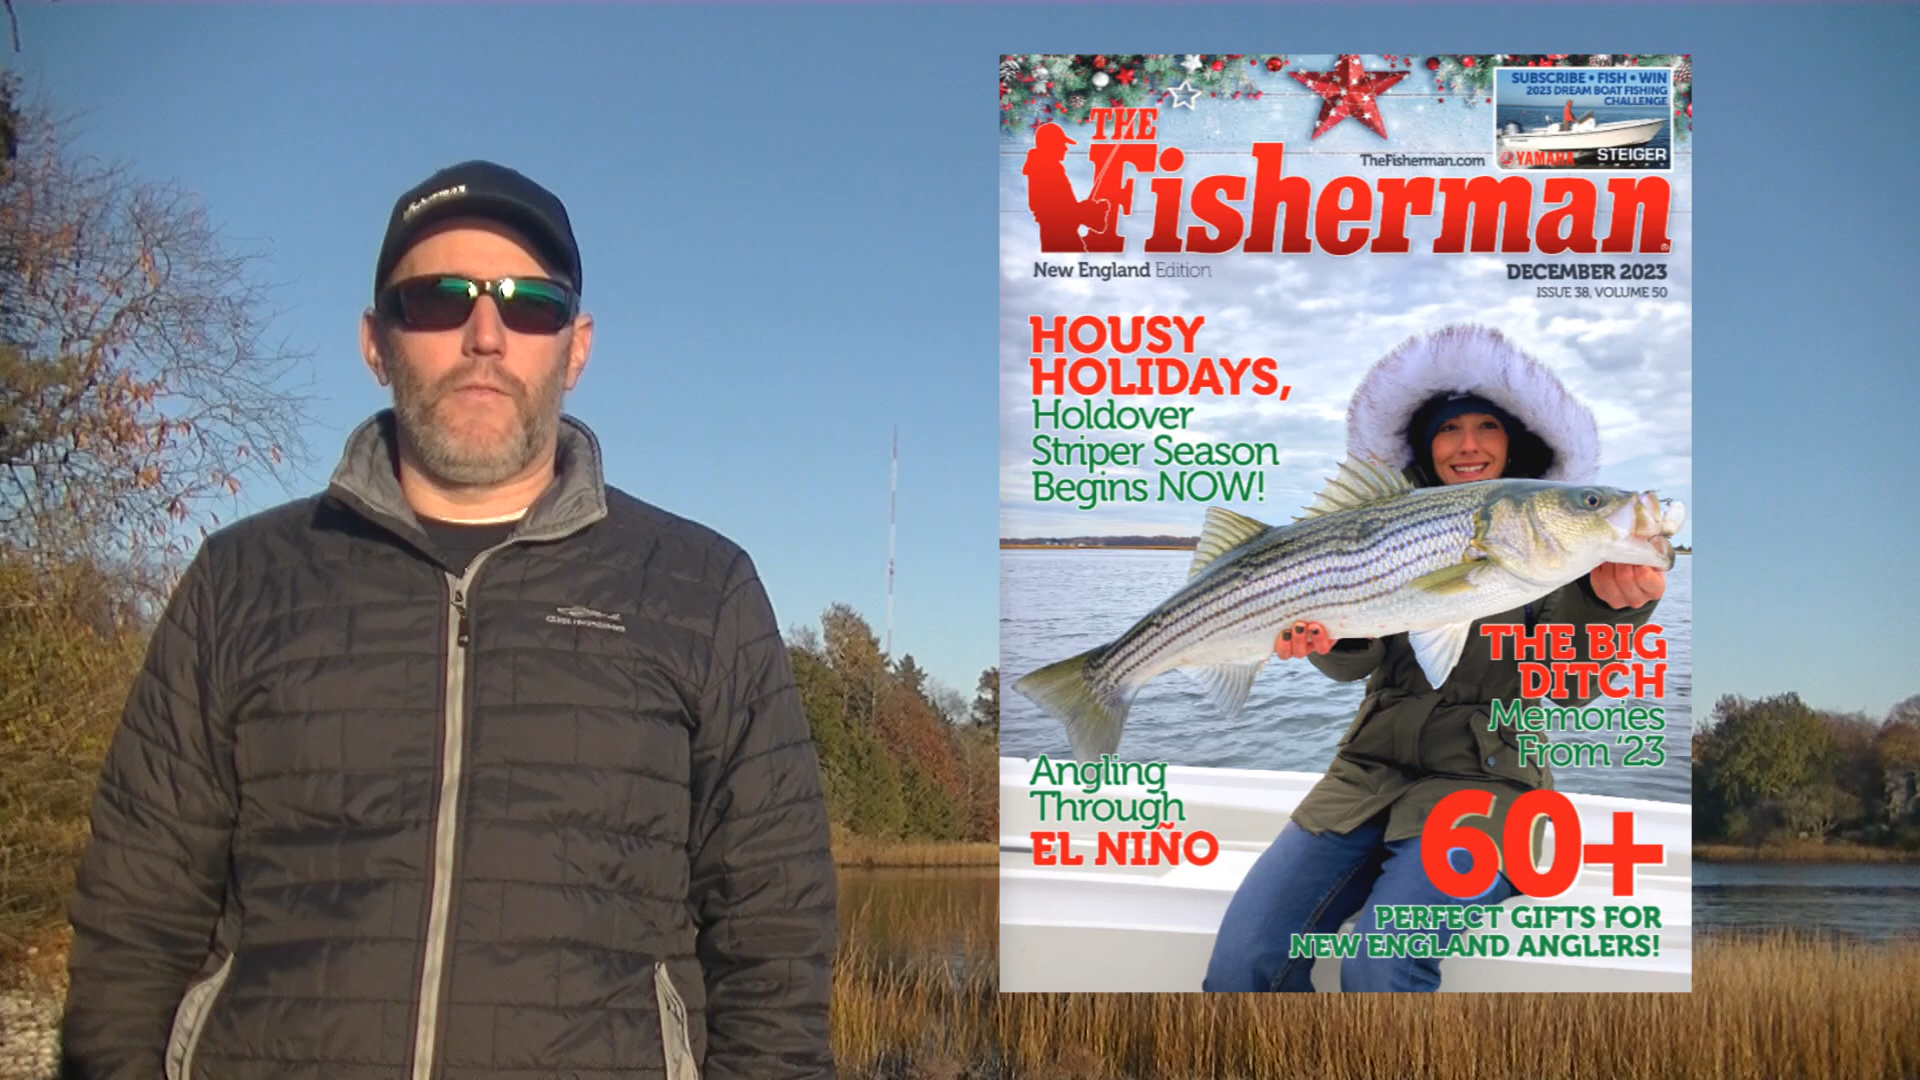 SUBSCRIBE • FISH • WIN
2023 DREAM BOAT FISHING
CHALLENGE
YAMAHA
STEIGER
CRAFT
THE
Fisherman
TheFisherman.com
New England Edition
DECEMBER 2023
ISSUE 38, VOLUME 50
HOUSY
HOLIDAYS,
Holdover
Striper Season
Begins NOW!
THE BIG
DITCH
Memories
From ‘23
Angling
Through
EL NIÑO
60+
PERFECT GIFTS FOR
NEW ENGLAND ANGLERS!